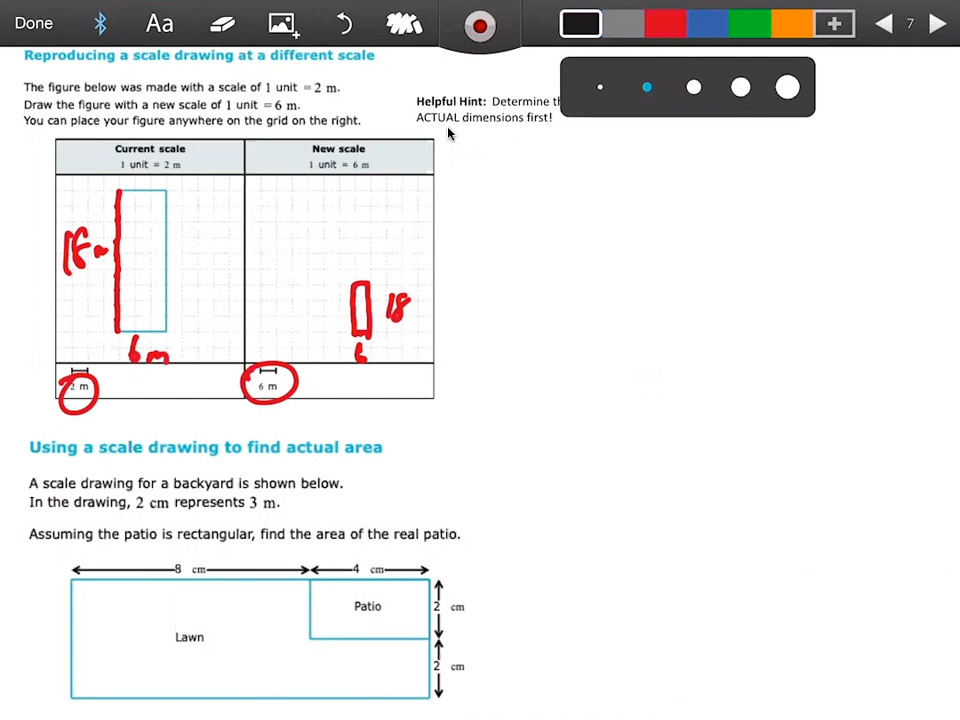 Done
Aa
7
Reproducing a scale drawing at a different scale
The figure below was made with a scale of 1 unit = 2 m.
Draw the figure with a new scale of 1 unit = 6 m.
You can place your figure anywhere on the grid on the right.
Helpful Hint: Determine
ACTUAL dimensions first!
Current scale
1 unit = 2 m
New scale
1 unit = 6 m
18 m
6 m
18
6
2 m
6 m
Using a scale drawing to find actual area
A scale drawing for a backyard is shown below.
In the drawing, 2 cm represents 3 m.
Assuming the patio is rectangular, find the area of the real patio.
8 cm
4 cm
Patio
2 cm
Lawn
2 cm